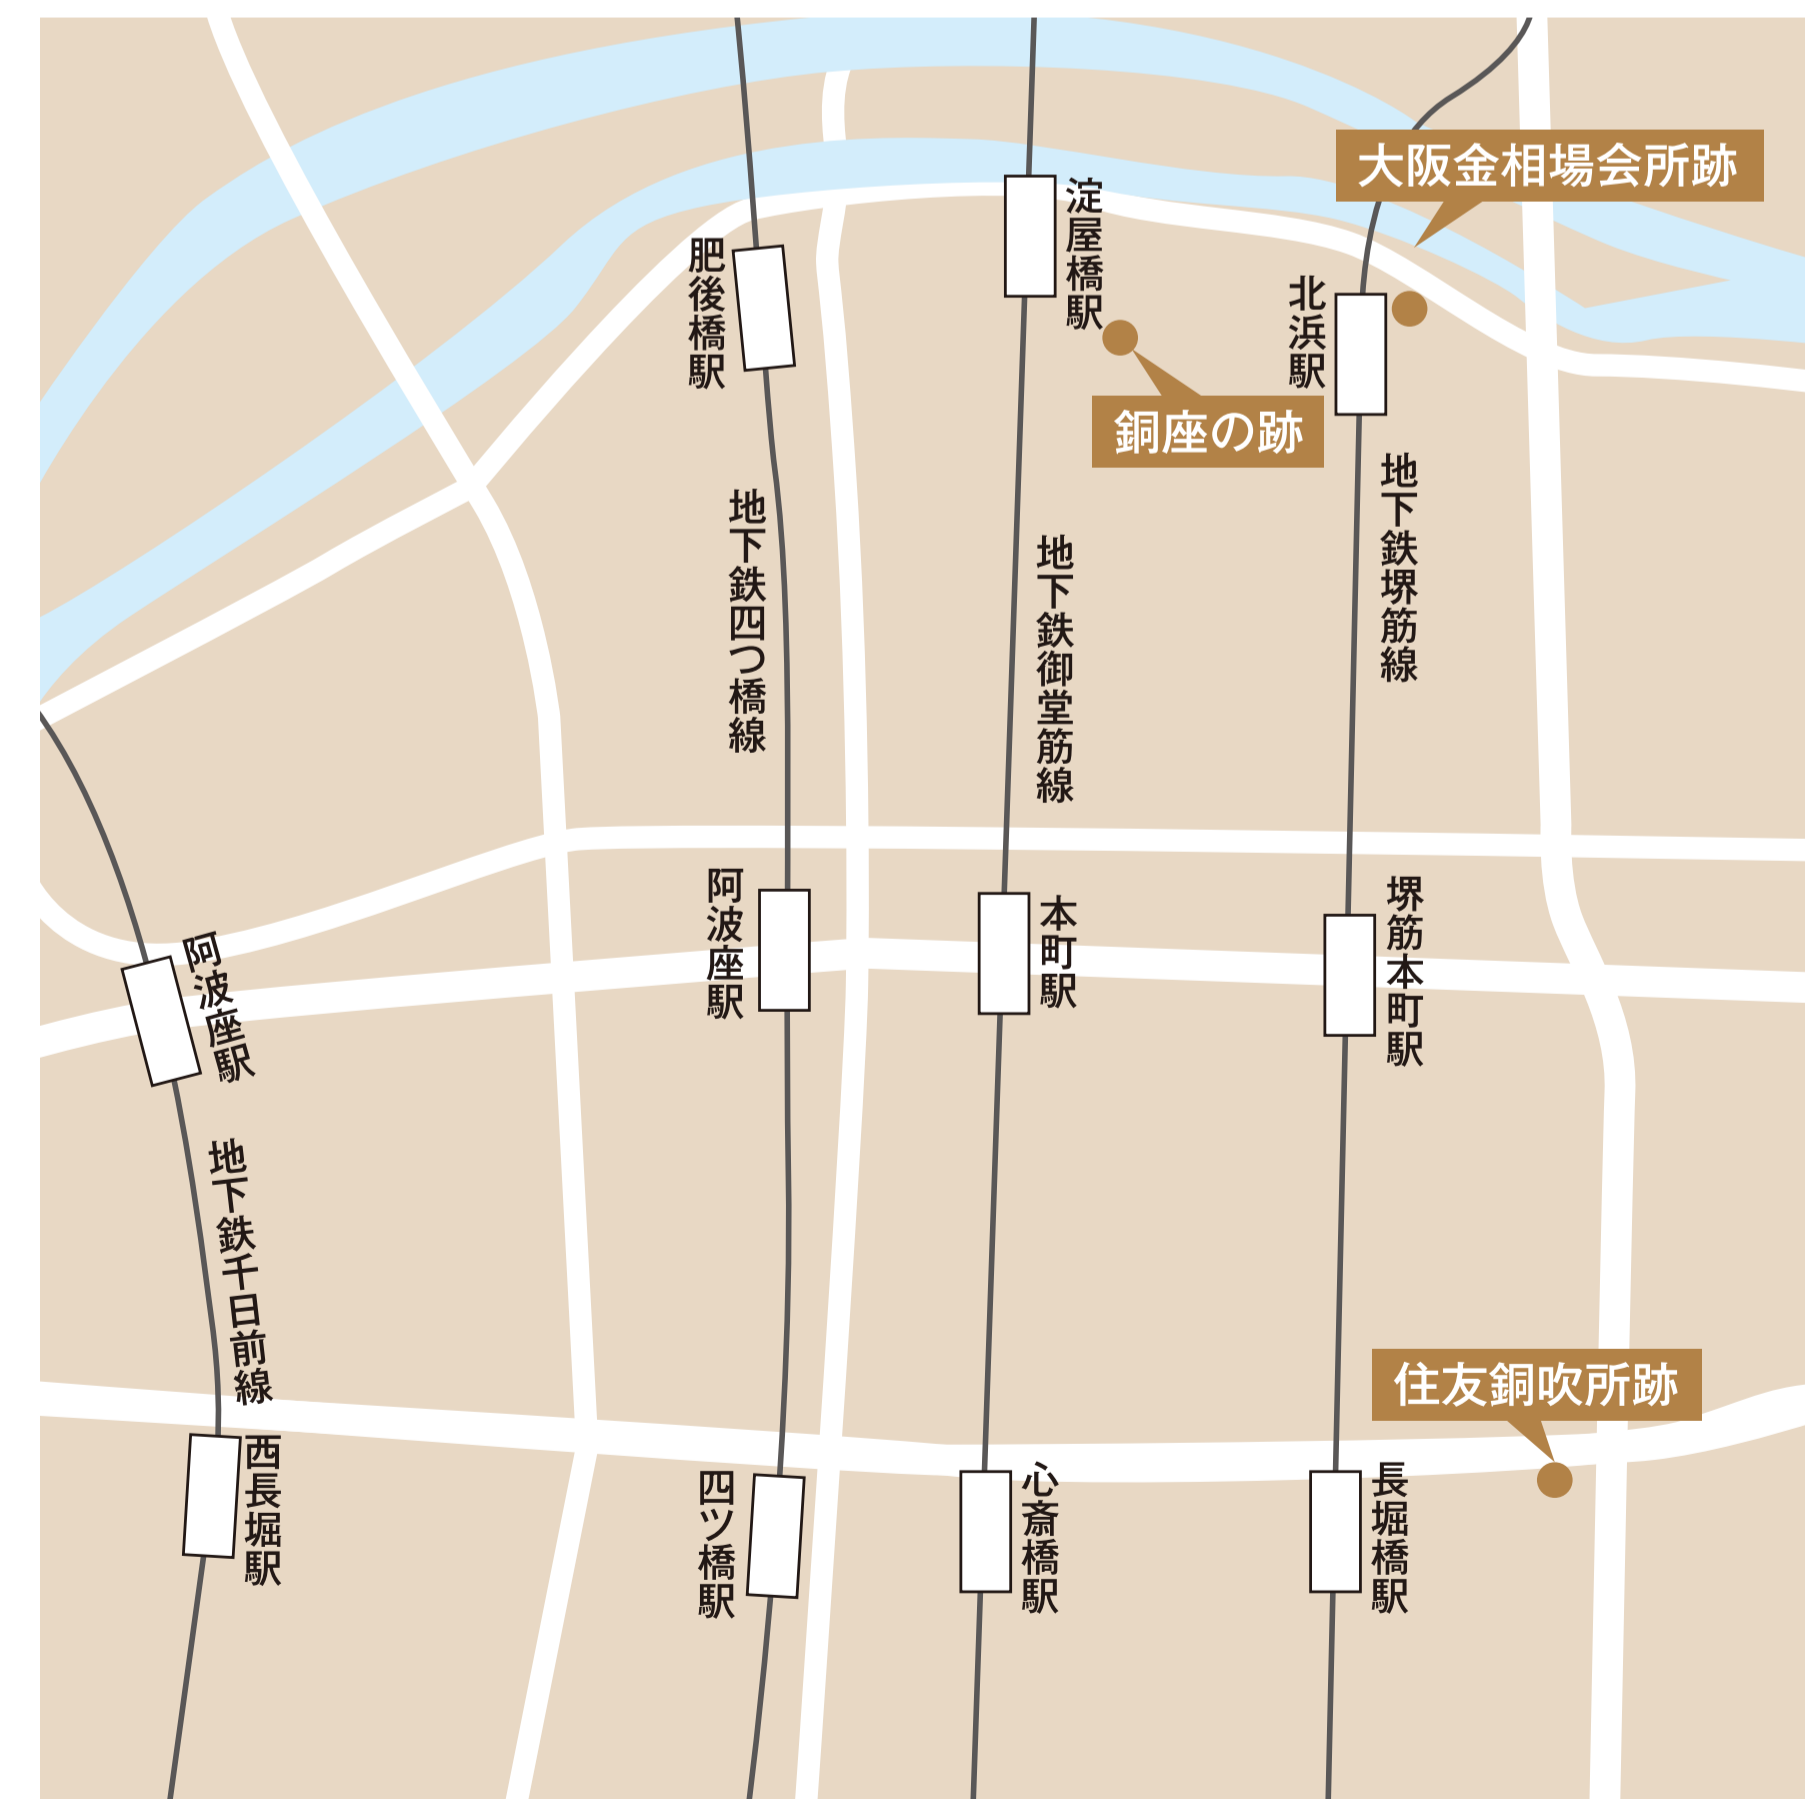 大阪金相場会所跡
淀屋橋駅
肥後橋駅
北浜駅
銅座の跡
地下鉄堺筋線
地下鉄四つ橋線
地下鉄御堂筋線
阿波座駅
本町駅
堺筋本町駅
阿波座駅
地下鉄千日前線
住友銅吹所跡
西長堀駅
四ツ橋駅
心斎橋駅
長堀橋駅